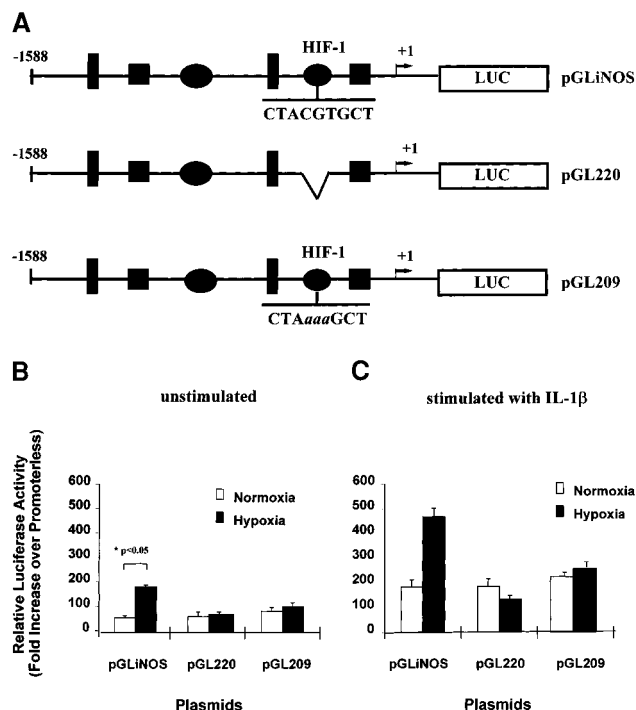 A
HIF-1
-1588
+1
LUC
pGLiNOS
CTACGTGCT
-1588
+1
LUC
pGL220
HIF-1
-1588
+1
LUC
pGL209
CTAaaaGCT
B
unstimulated
Relative Luciferase Activity
(Fold Increase over Promoterless)
600
500
400
300
200
100
0
Normoxia
Hypoxia
* p<0.05
pGLiNOS
pGL220
pGL209
Plasmids
C
stimulated with IL-1β
600
500
400
300
200
100
0
Normoxia
Hypoxia
pGLiNOS
pGL220
pGL209
Plasmids